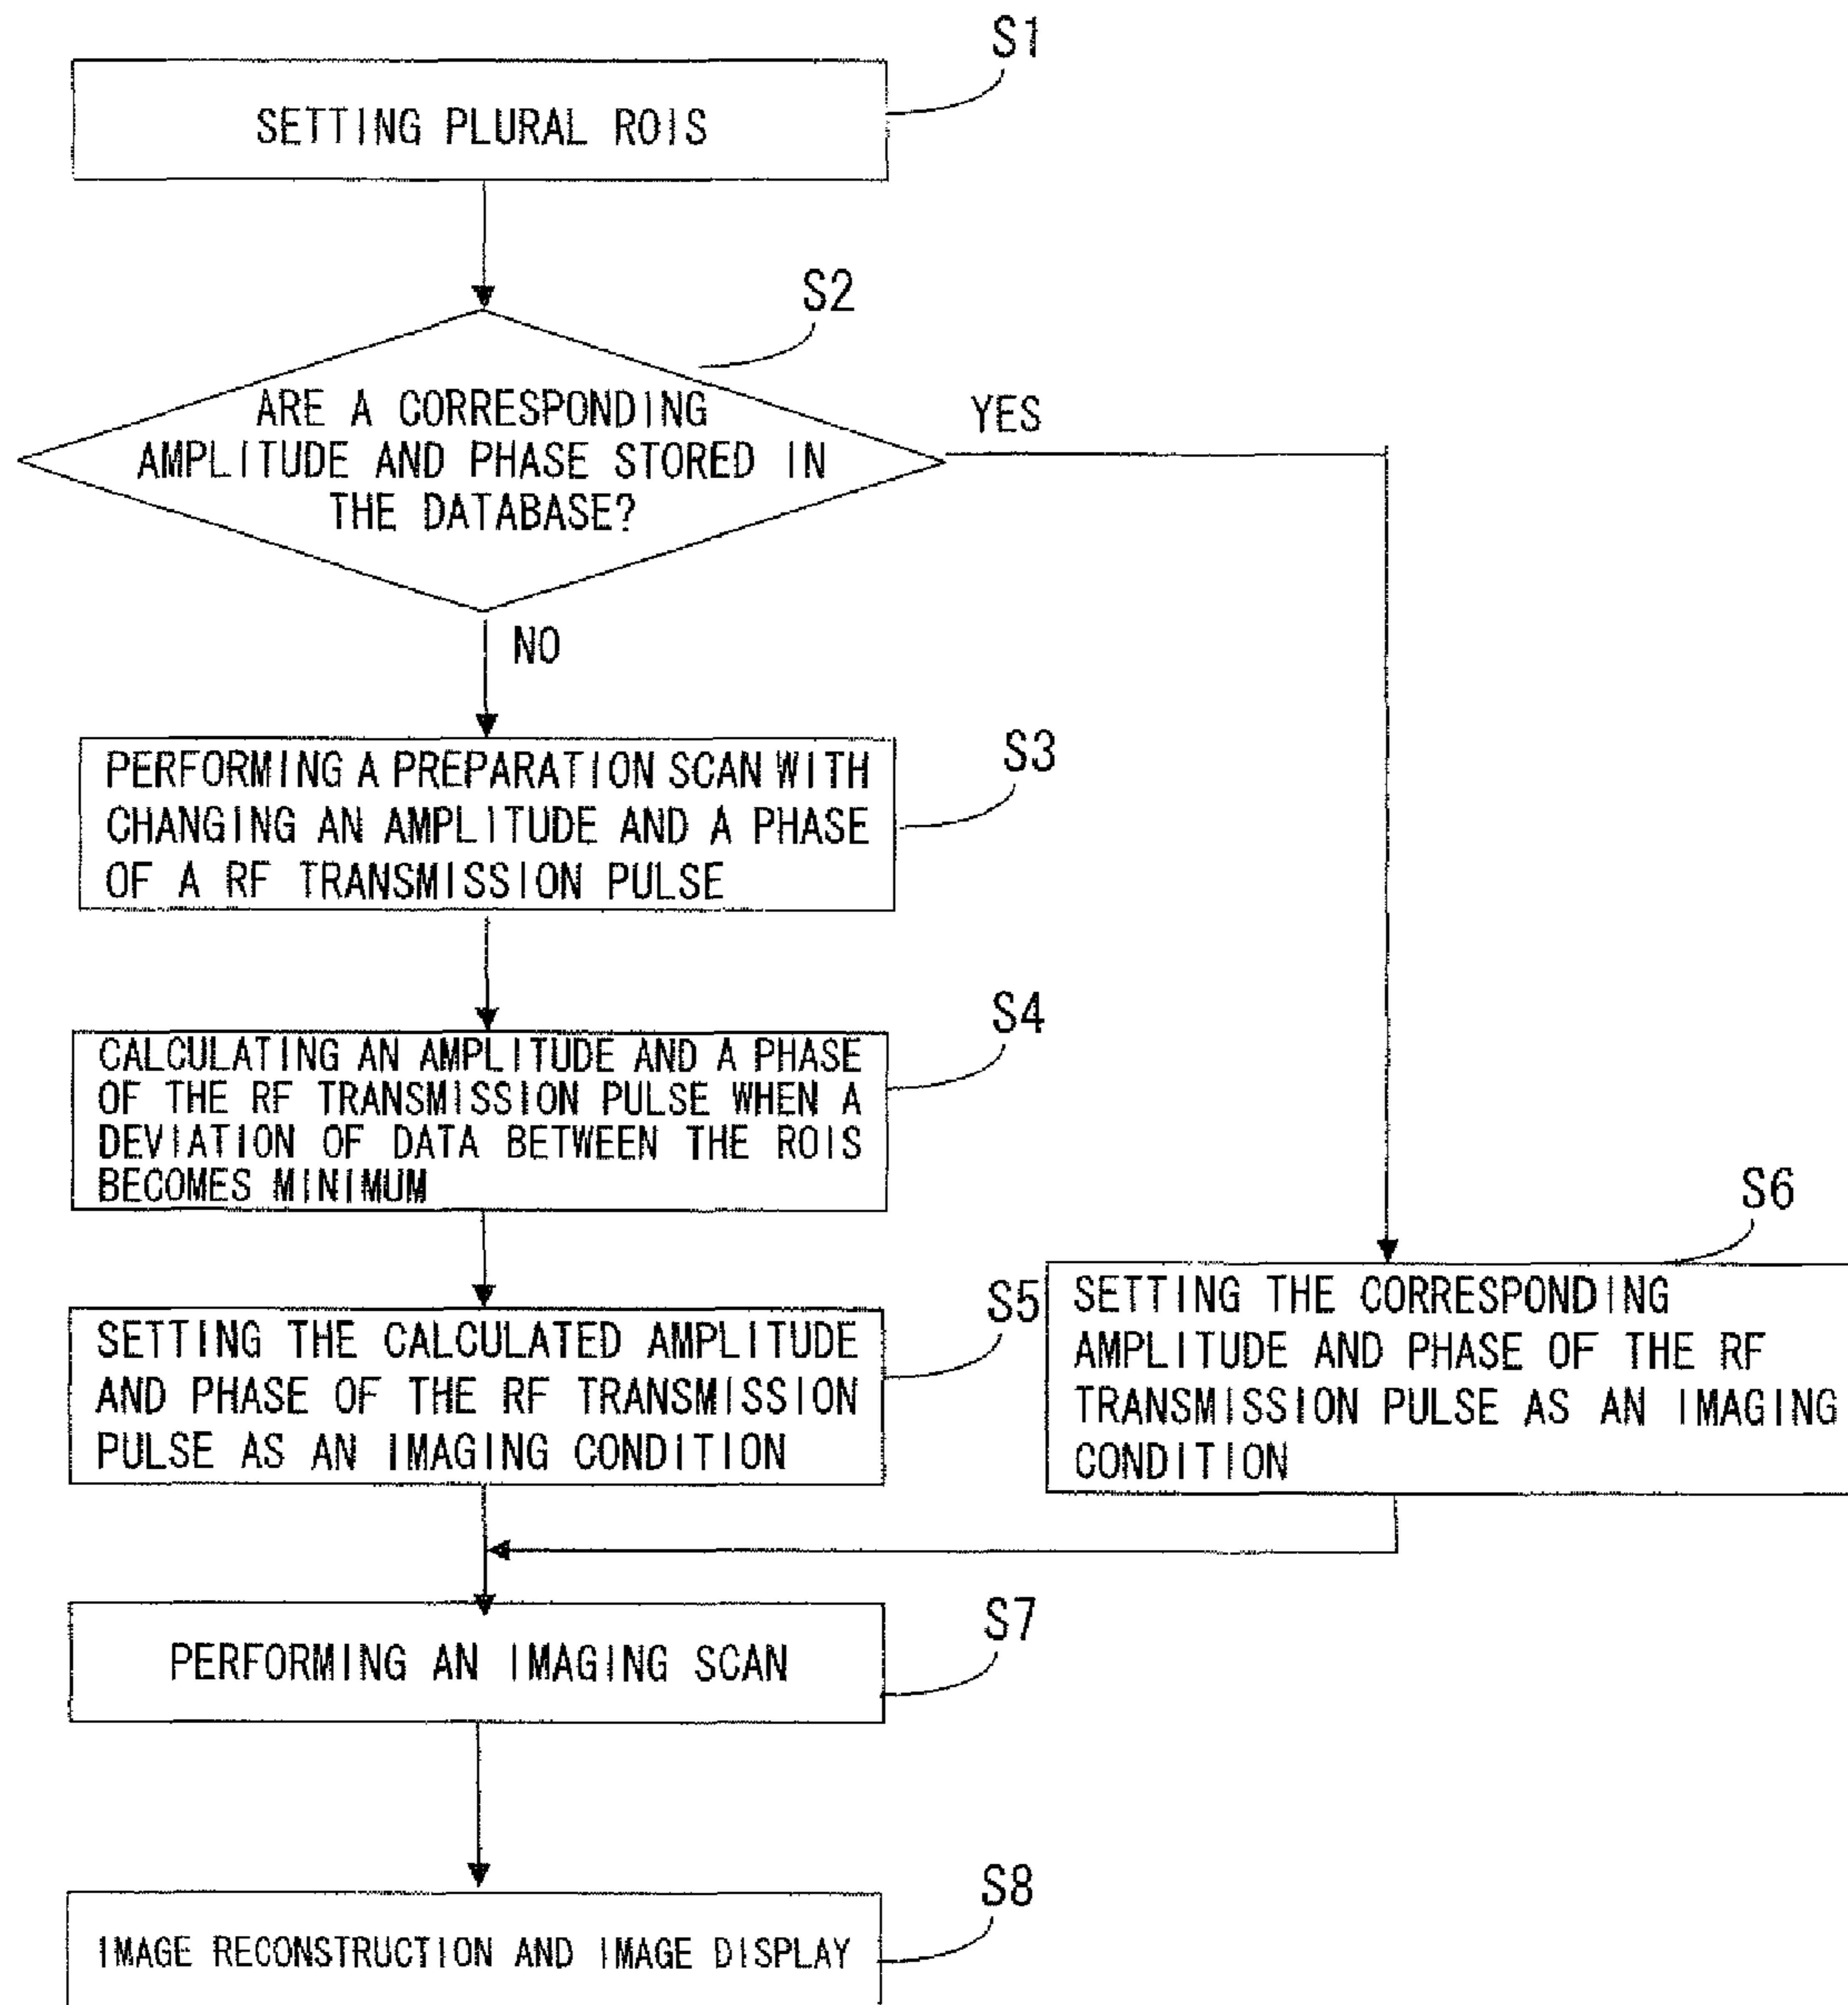 S1
SETTING PLURAL ROIS
S2
ARE A CORRESPONDING
AMPLITUDE AND PHASE STORED IN
THE DATABASE?
YES
NO
S3
PERFORMING A PREPARATION SCAN WITH
CHANGING AN AMPLITUDE AND A PHASE
OF A RF TRANSMISSION PULSE
S4
CALCULATING AN AMPLITUDE AND A PHASE
OF THE RF TRANSMISSION PULSE WHEN A
DEVIATION OF DATA BETWEEN THE ROIS
BECOMES MINIMUM
S5
SETTING THE CALCULATED AMPLITUDE
AND PHASE OF THE RF TRANSMISSION
PULSE AS AN IMAGING CONDITION
S6
SETTING THE CORRESPONDING
AMPLITUDE AND PHASE OF THE RF
TRANSMISSION PULSE AS AN IMAGING
CONDITION
S7
PERFORMING AN IMAGING SCAN
S8
IMAGE RECONSTRUCTION AND IMAGE DISPLAY